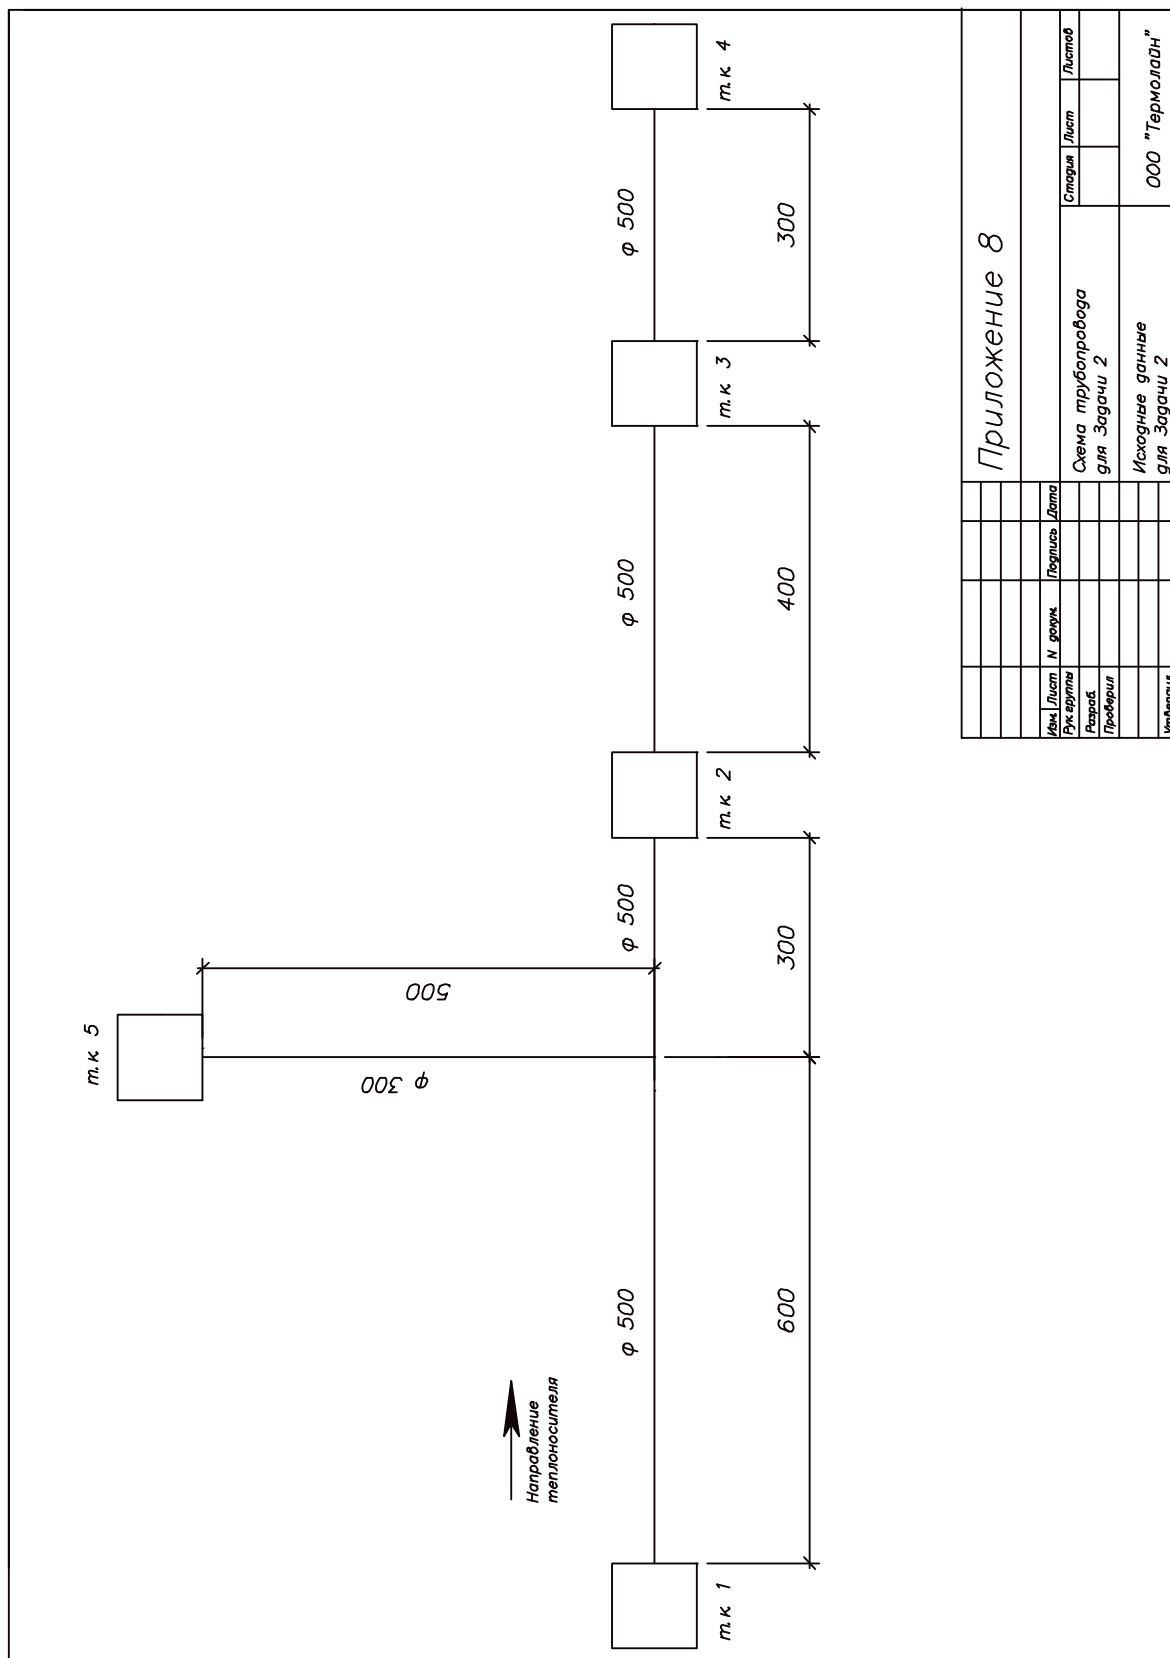 т.к. 5
500
ф 300
Направление
теплоносителя
т.к. 1
ф 500
600
ф 500
300
т.к. 2
ф 500
400
т.к. 3
ф 500
300
т.к. 4
Приложение 8
Изм. Лист N докум. Подпись Дата
Рук.группы
Разраб.
Проверил
Схема трубопровода
для Задачи 2
Стадия Лист Листов
Исходные данные
для Задачи 2
ООО "Термолайн"